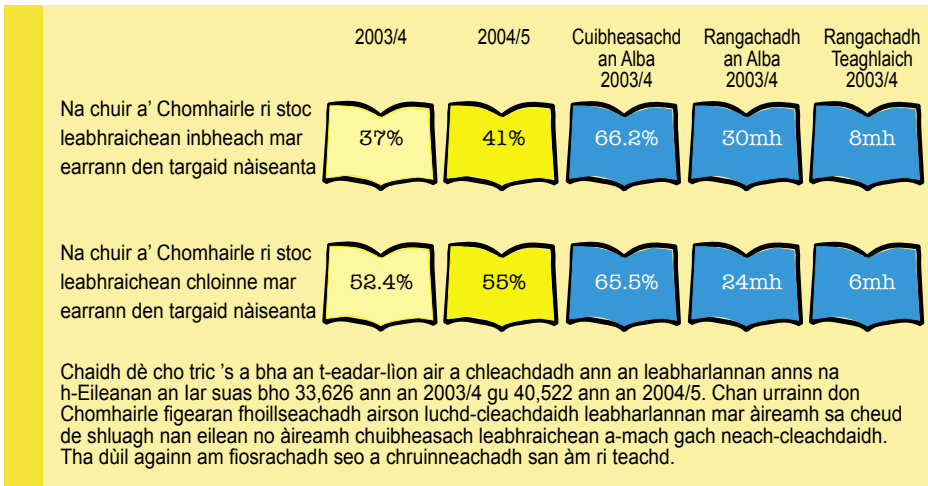 2003/4 2004/5 Cuibheasachd Rangachadh Rangachadh
an Alba an Alba Teaghlaich
2003/4 2003/4 2003/4
Na chuir a' Chomhairle ri stoc
leabhraichean inbheach mar
earrann den targaid nàiseanta
37% 41% 66.2% 30mh 8mh
Na chuir a' Chomhairle ri stoc
leabhraichean chloinne mar
earrann den targaid nàiseanta
52.4% 55% 65.5% 24mh 6mh
Chaidh dè cho tric 's a bha an t-eadar-lìon air a chleachdadh ann an leabharlannan anns na
h-Eileanan an Iar suas bho 33,626 ann an 2003/4 gu 40,522 ann an 2004/5. Chan urrainn don
Chomhairle figearan fhoillseachadh airson luchd-cleachdaidh leabharlannan mar àireamh sa cheud
de shluagh nan eilean no àireamh chuibheasach leabhraichean a-mach gach neach-cleachdaidh.
Tha dùil againn am fiosrachadh seo a chruinneachadh san àm ri teachd.